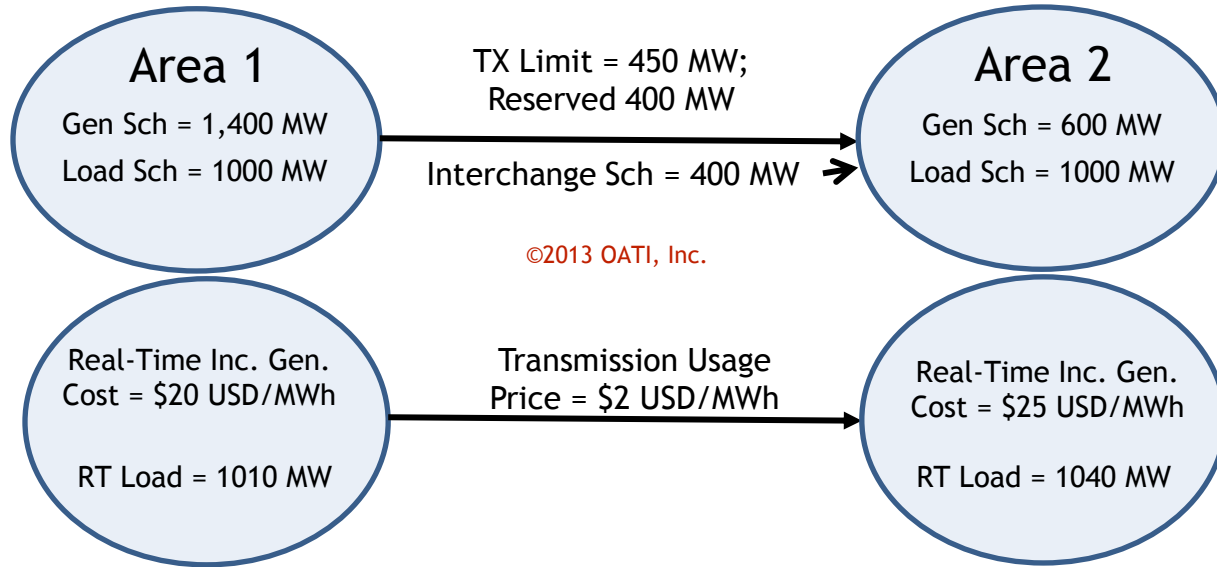 Area 1
Gen Sch = 1,400 MW
Load Sch = 1000 MW
TX Limit = 450 MW;
Reserved 400 MW
Interchange Sch = 400 MW
Area 2
Gen Sch = 600 MW
Load Sch = 1000 MW
©2013 OATI, Inc.
Real-Time Inc. Gen.
Cost = $20 USD/MWh
RT Load = 1010 MW
Transmission Usage
Price = $2 USD/MWh
Real-Time Inc. Gen.
Cost = $25 USD/MWh
RT Load = 1040 MW